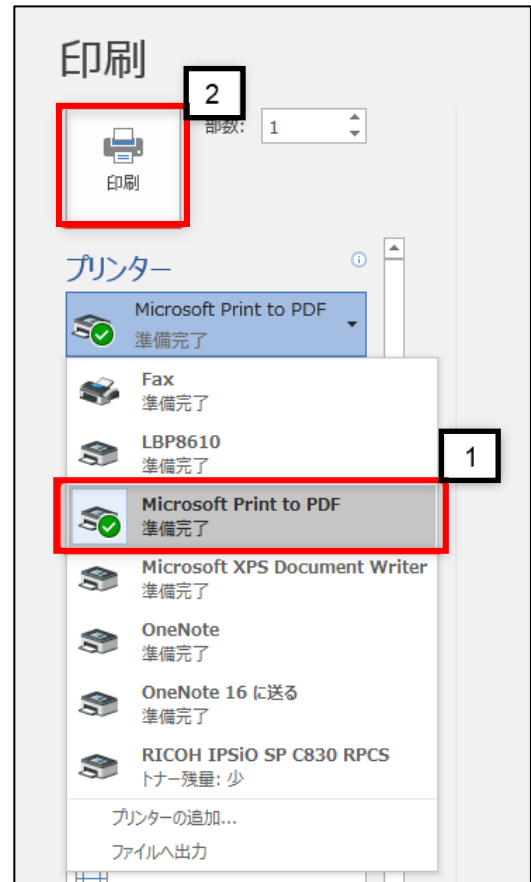 印刷
2
部数: 1
印刷
プリンター
Microsoft Print to PDF
準備完了
Fax
準備完了
LBP8610
準備完了
1
Microsoft Print to PDF
準備完了
Microsoft XPS Document Writer
準備完了
OneNote
準備完了
OneNote 16 に送る
準備完了
RICOH IPSiO SP C830 RPCS
トナー残量: 少
プリンターの追加...
ファイルへ出力